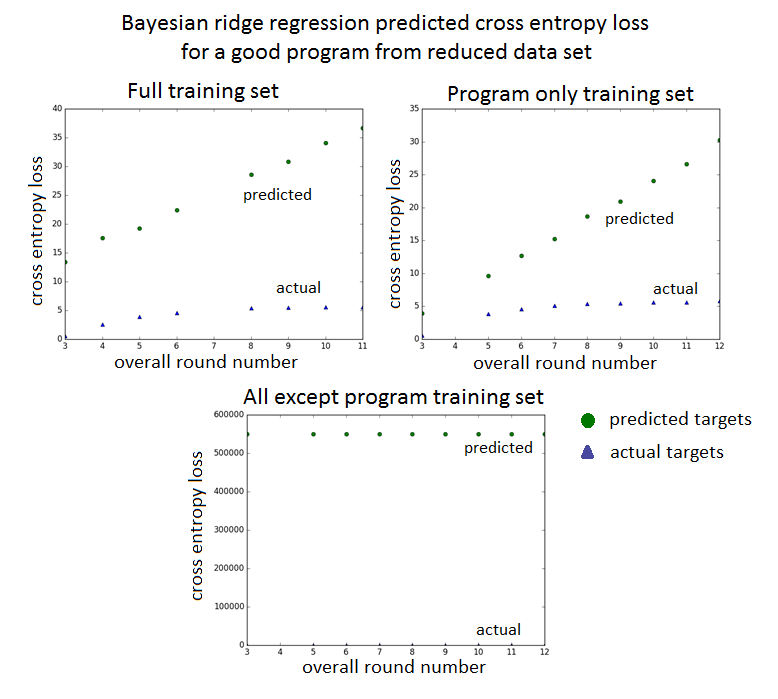 Bayesian ridge regression predicted cross entropy loss
for a good program from reduced data set
Full training set
40
35
30
25
20
15
10
5
0
cross entropy loss
predicted
actual
3 4 5 6 7 8 9 10 11
overall round number
Program only training set
35
30
25
20
15
10
5
0
cross entropy loss
predicted
actual
3 4 5 6 7 8 9 10 11 12
overall round number
All except program training set
600000
500000
400000
300000
200000
100000
0
cross entropy loss
predicted
actual
3 4 5 6 7 8 9 10 11 12
overall round number
predicted targets
actual targets